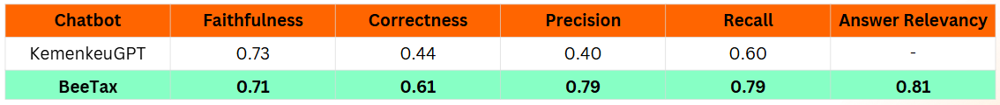 Chatbot Faithfulness Correctness Precision Recall Answer Relevancy
KemenkeuGPT 0.73 0.44 0.40 0.60 -
BeeTax 0.71 0.61 0.79 0.79 0.81